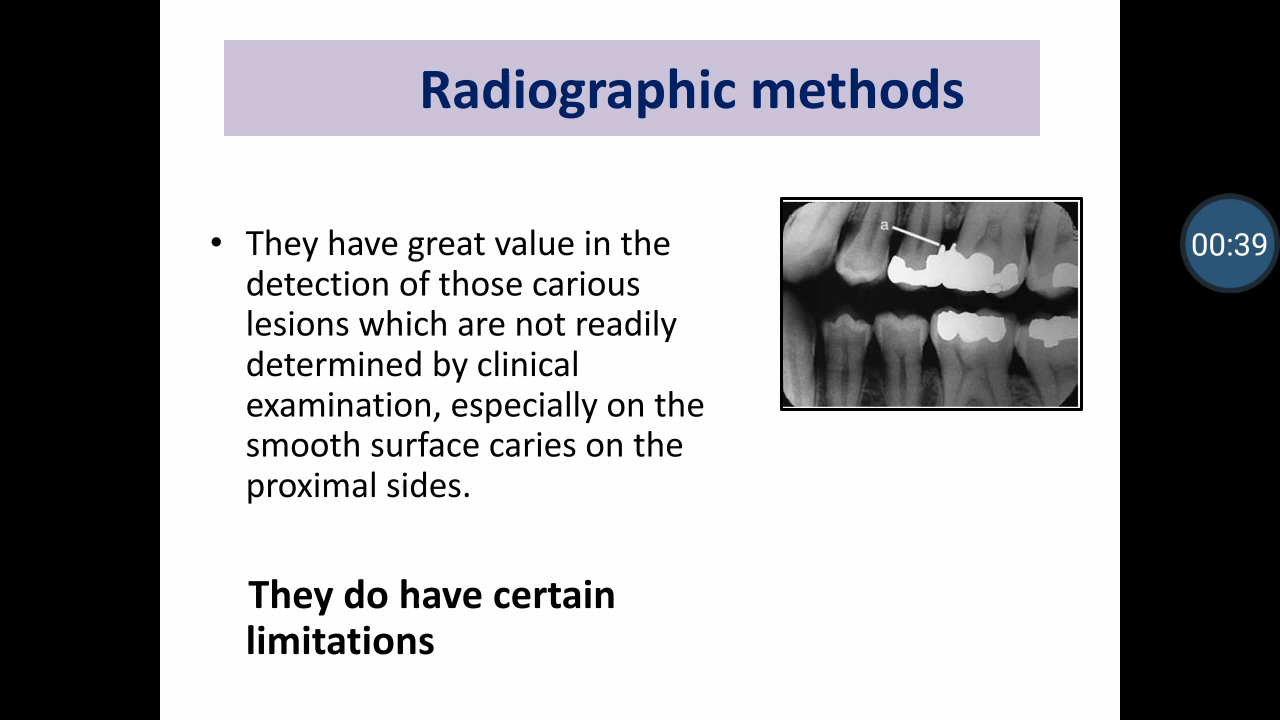 Radiographic methods
• They have great value in the
detection of those carious
lesions which are not readily
determined by clinical
examination, especially on the
smooth surface caries on the
proximal sides.
They do have certain
limitations
a
00:39